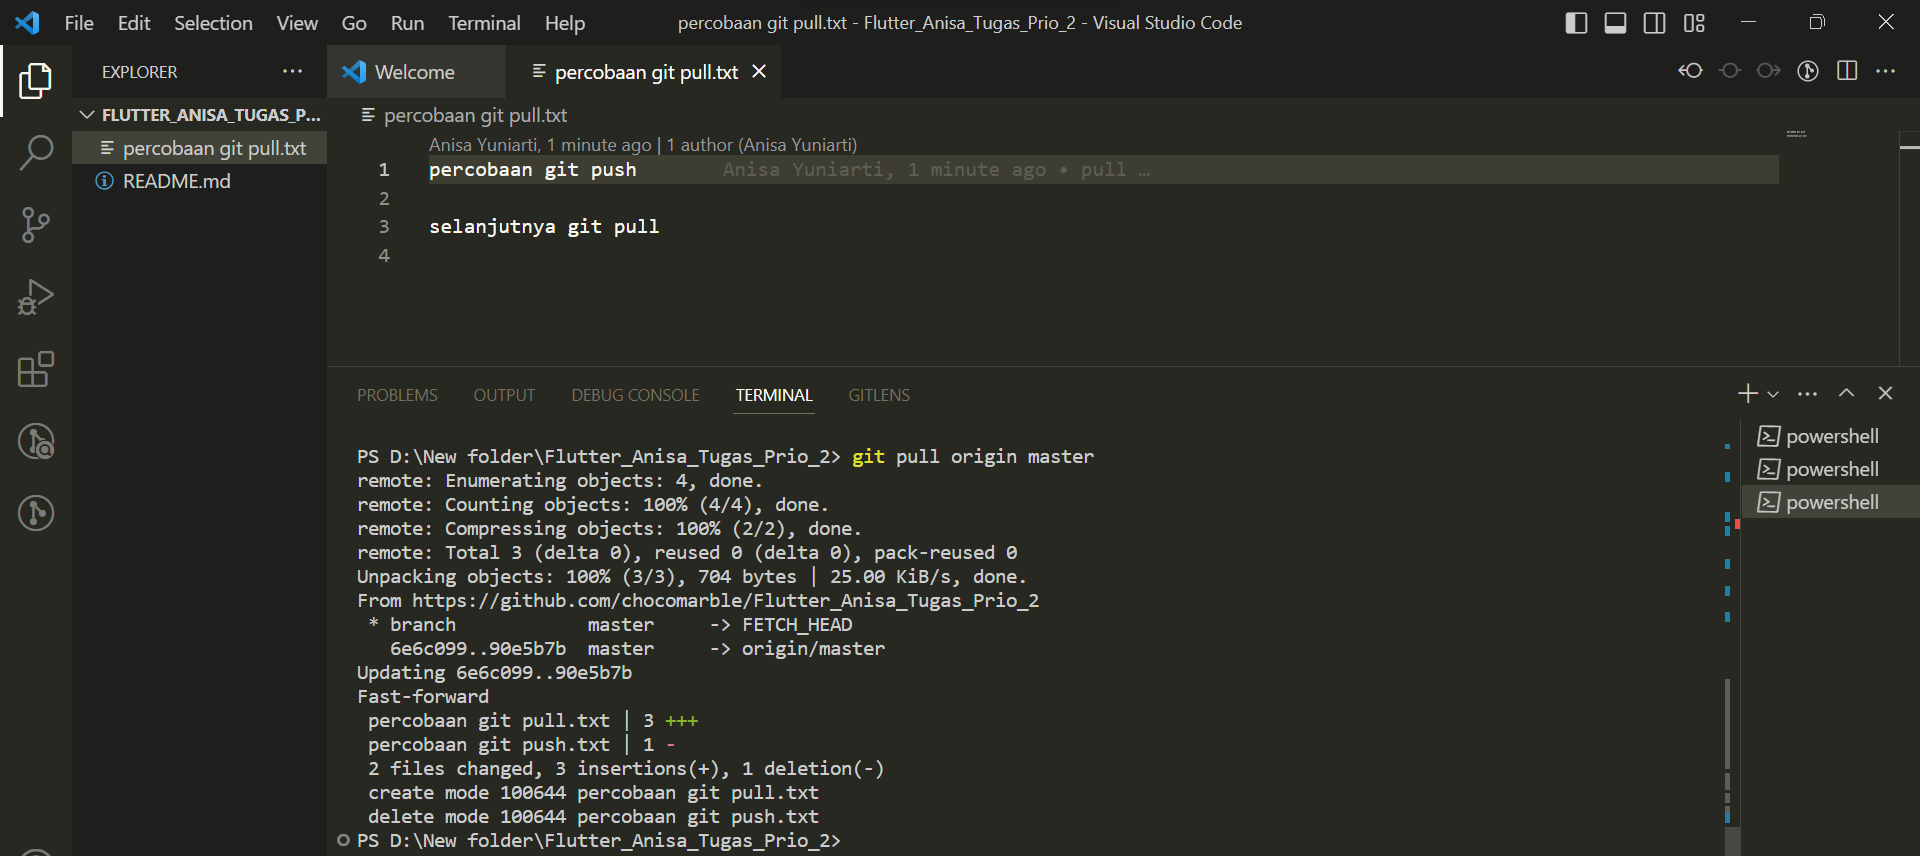 File Edit Selection View Go Run Terminal Help percobaan git pull.txt - Flutter_Anisa_Tugas_Prio_2 - Visual Studio Code
EXPLORER
Welcome
percobaan git pull.txt
FLUTTER_ANISA_TUGAS_P...
percobaan git pull.txt
README.md
percobaan git pull.txt
Anisa Yuniarti, 1 minute ago | 1 author (Anisa Yuniarti)
1 percobaan git push Anisa Yuniarti, 1 minute ago • pull …
2
3 selanjutnya git pull
4
PROBLEMS OUTPUT DEBUG CONSOLE TERMINAL GITLENS
PS D:\New folder\Flutter_Anisa_Tugas_Prio_2> git pull origin master
remote: Enumerating objects: 4, done.
remote: Counting objects: 100% (4/4), done.
remote: Compressing objects: 100% (2/2), done.
remote: Total 3 (delta 0), reused 0 (delta 0), pack-reused 0
Unpacking objects: 100% (3/3), 704 bytes | 25.00 KiB/s, done.
From https://github.com/chocomarble/Flutter_Anisa_Tugas_Prio_2
* branch master -> FETCH_HEAD
6e6c099..90e5b7b master -> origin/master
Updating 6e6c099..90e5b7b
Fast-forward
percobaan git pull.txt | 3 +++
percobaan git push.txt | 1 -
2 files changed, 3 insertions(+), 1 deletion(-)
create mode 100644 percobaan git pull.txt
delete mode 100644 percobaan git push.txt
PS D:\New folder\Flutter_Anisa_Tugas_Prio_2>
powershell
powershell
powershell